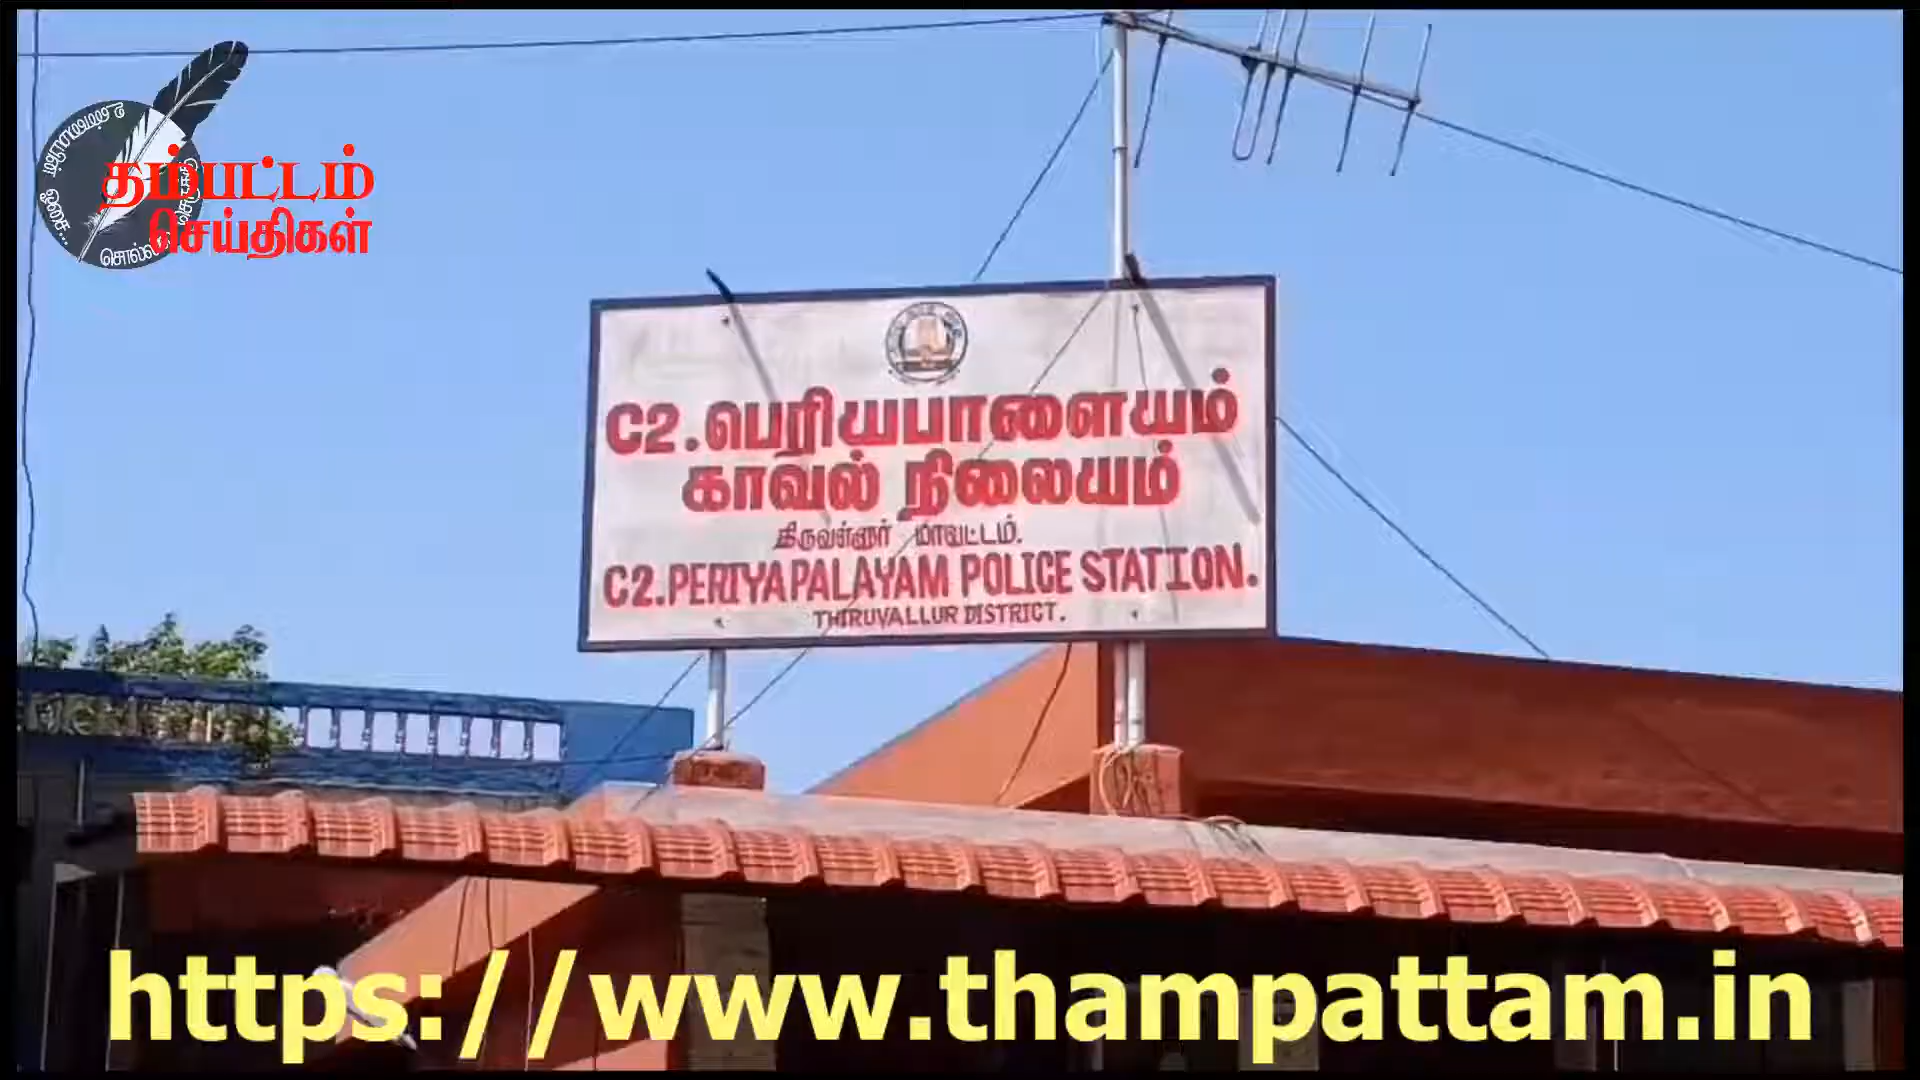 தம்பட்டம்
செய்திகள்
C2.பெரியபாளையம்
காவல் நிலையம்
திருவள்ளூர் மாவட்டம்.
C2.PERIYAPALAYAM POLICE STATION.
THIRUVALLUR DISTRICT.
https://www.thampattam.in